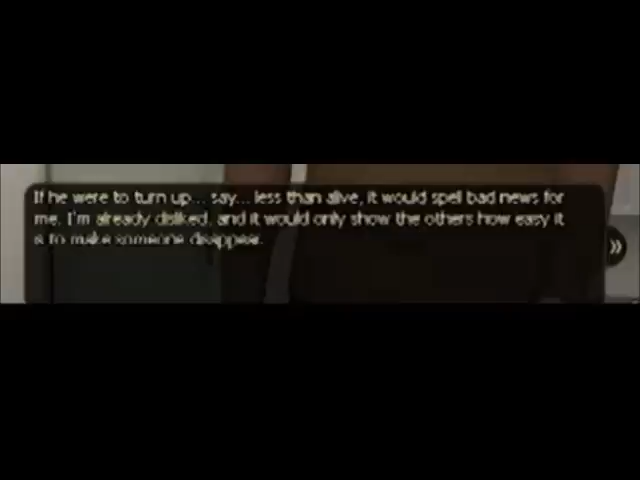 If he were to turn up... say... less than alive, it would spell bad news for
me. I'm already disliked, and it would only show the others how easy it
is to make someone disappear.
»